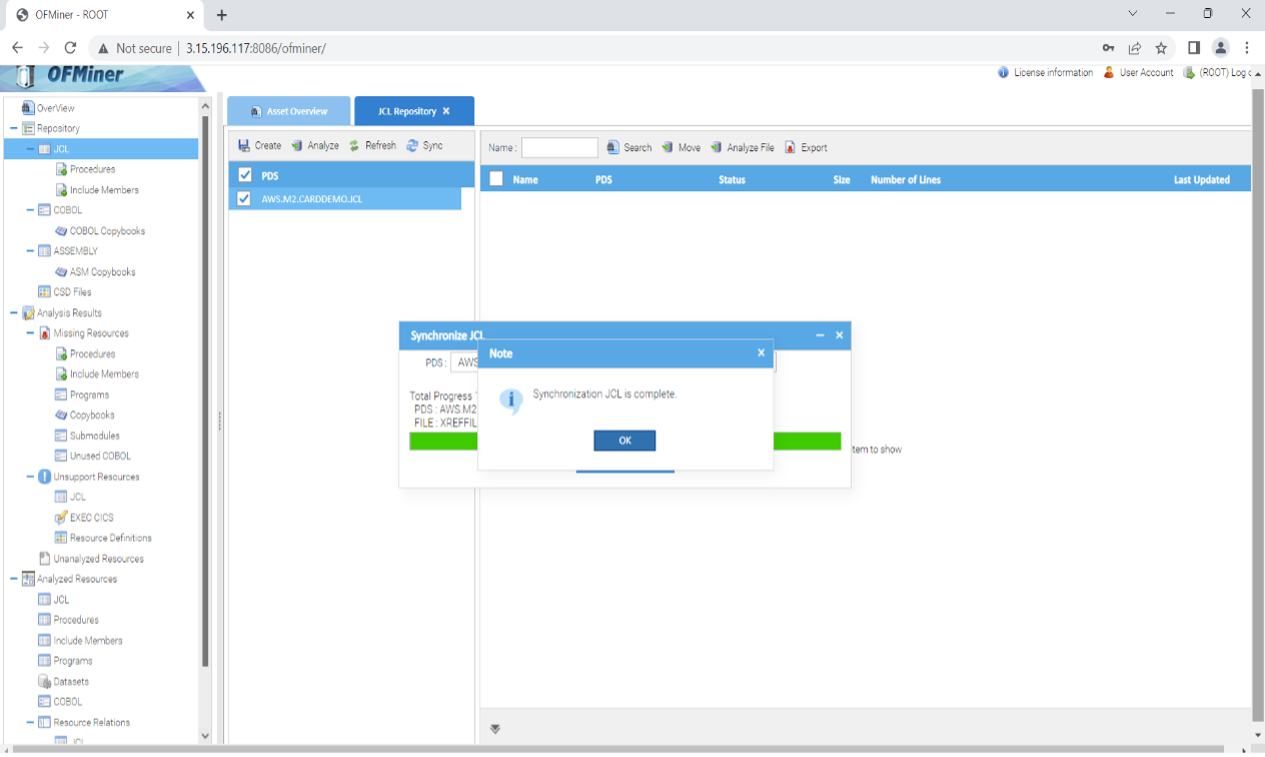 OFMiner - ROOT
Not secure | 3.15.196.117:8086/ofminer/
OFMiner
License information User Account (ROOT) Log
OverView
Repository
JCL
Procedures
Include Members
COBOL
COBOL Copybooks
ASSEMBLY
ASM Copybooks
CSD Files
Analysis Results
Missing Resources
Procedures
Include Members
Programs
Copybooks
Submodules
Unused COBOL
Unsupport Resources
JCL
EXEC CICS
Resource Definitions
Unanalyzed Resources
Analyzed Resources
JCL
Procedures
Include Members
Programs
Datasets
COBOL
Resource Relations
JCL
Asset Overview
JCL Repository
Create Analyze Refresh Sync
PDS
AWS.M2.CARDDEMO.JCL
Name : Search Move Analyze File Export
Name PDS Status Size Number of Lines Last Updated
Synchronize JCL
PDS : AWS
Total Progress
PDS : AWS.M2
FILE : XREFFIL
Note
Synchronization JCL is complete.
OK
tem to show